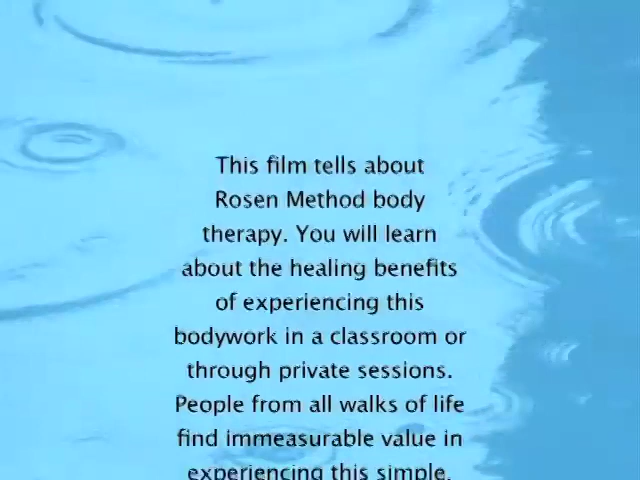 This film tells about
Rosen Method body
therapy. You will learn
about the healing benefits
of experiencing this
bodywork in a classroom or
through private sessions.
People from all walks of life
find immeasurable value in
experiencing this simple,